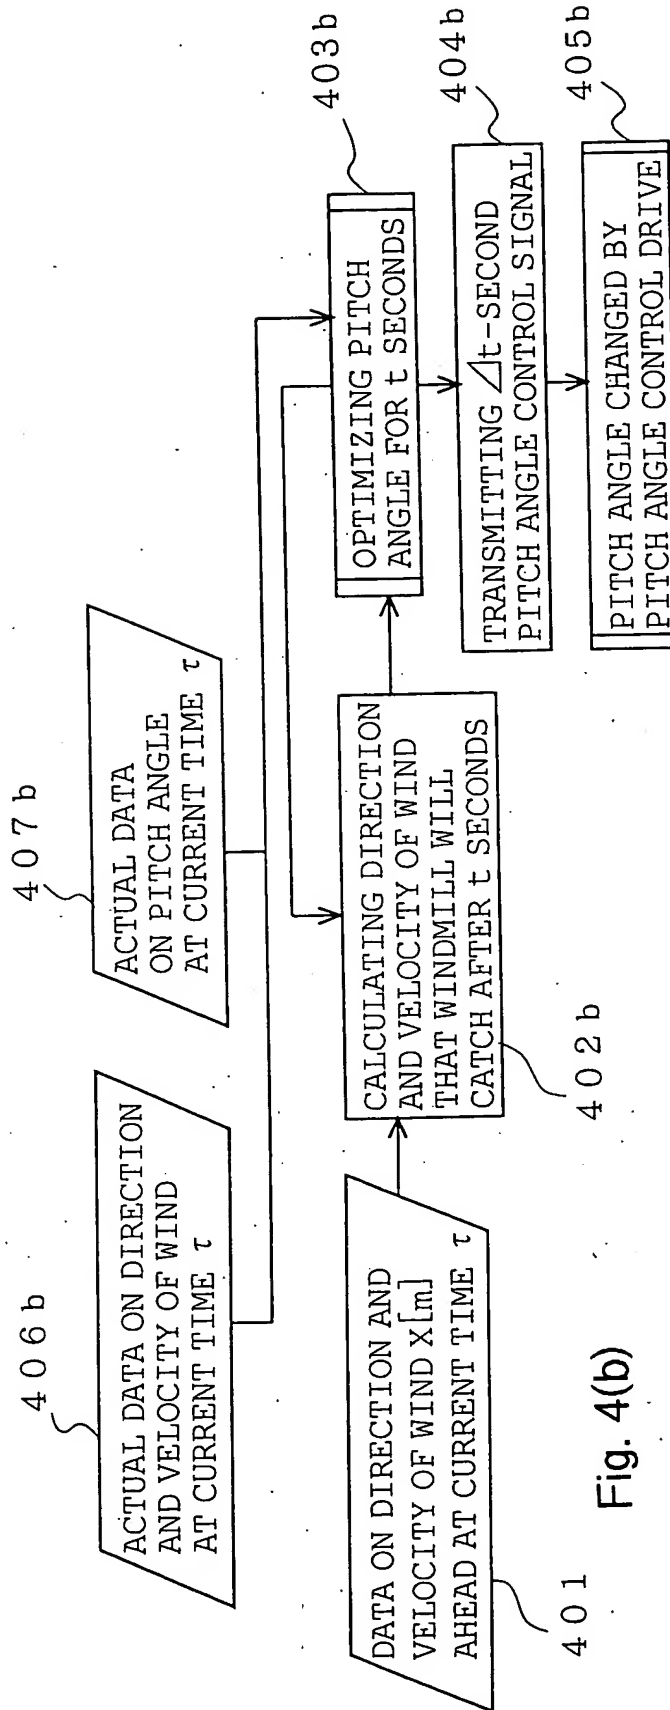 406b
ACTUAL DATA ON DIRECTION
AND VELOCITY OF WIND
AT CURRENT TIME τ
407b
ACTUAL DATA
ON PITCH ANGLE
AT CURRENT TIME τ
DATA ON DIRECTION AND
VELOCITY OF WIND X[m]
AHEAD AT CURRENT TIME τ
401
CALCULATING DIRECTION
AND VELOCITY OF WIND
THAT WINDMILL WILL
CATCH AFTER t SECONDS
402b
OPTIMIZING PITCH
ANGLE FOR t SECONDS
403b
TRANSMITTING ⊿t-SECOND
PITCH ANGLE CONTROL SIGNAL
404b
PITCH ANGLE CHANGED BY
PITCH ANGLE CONTROL DRIVE
405b
Fig. 4(b)